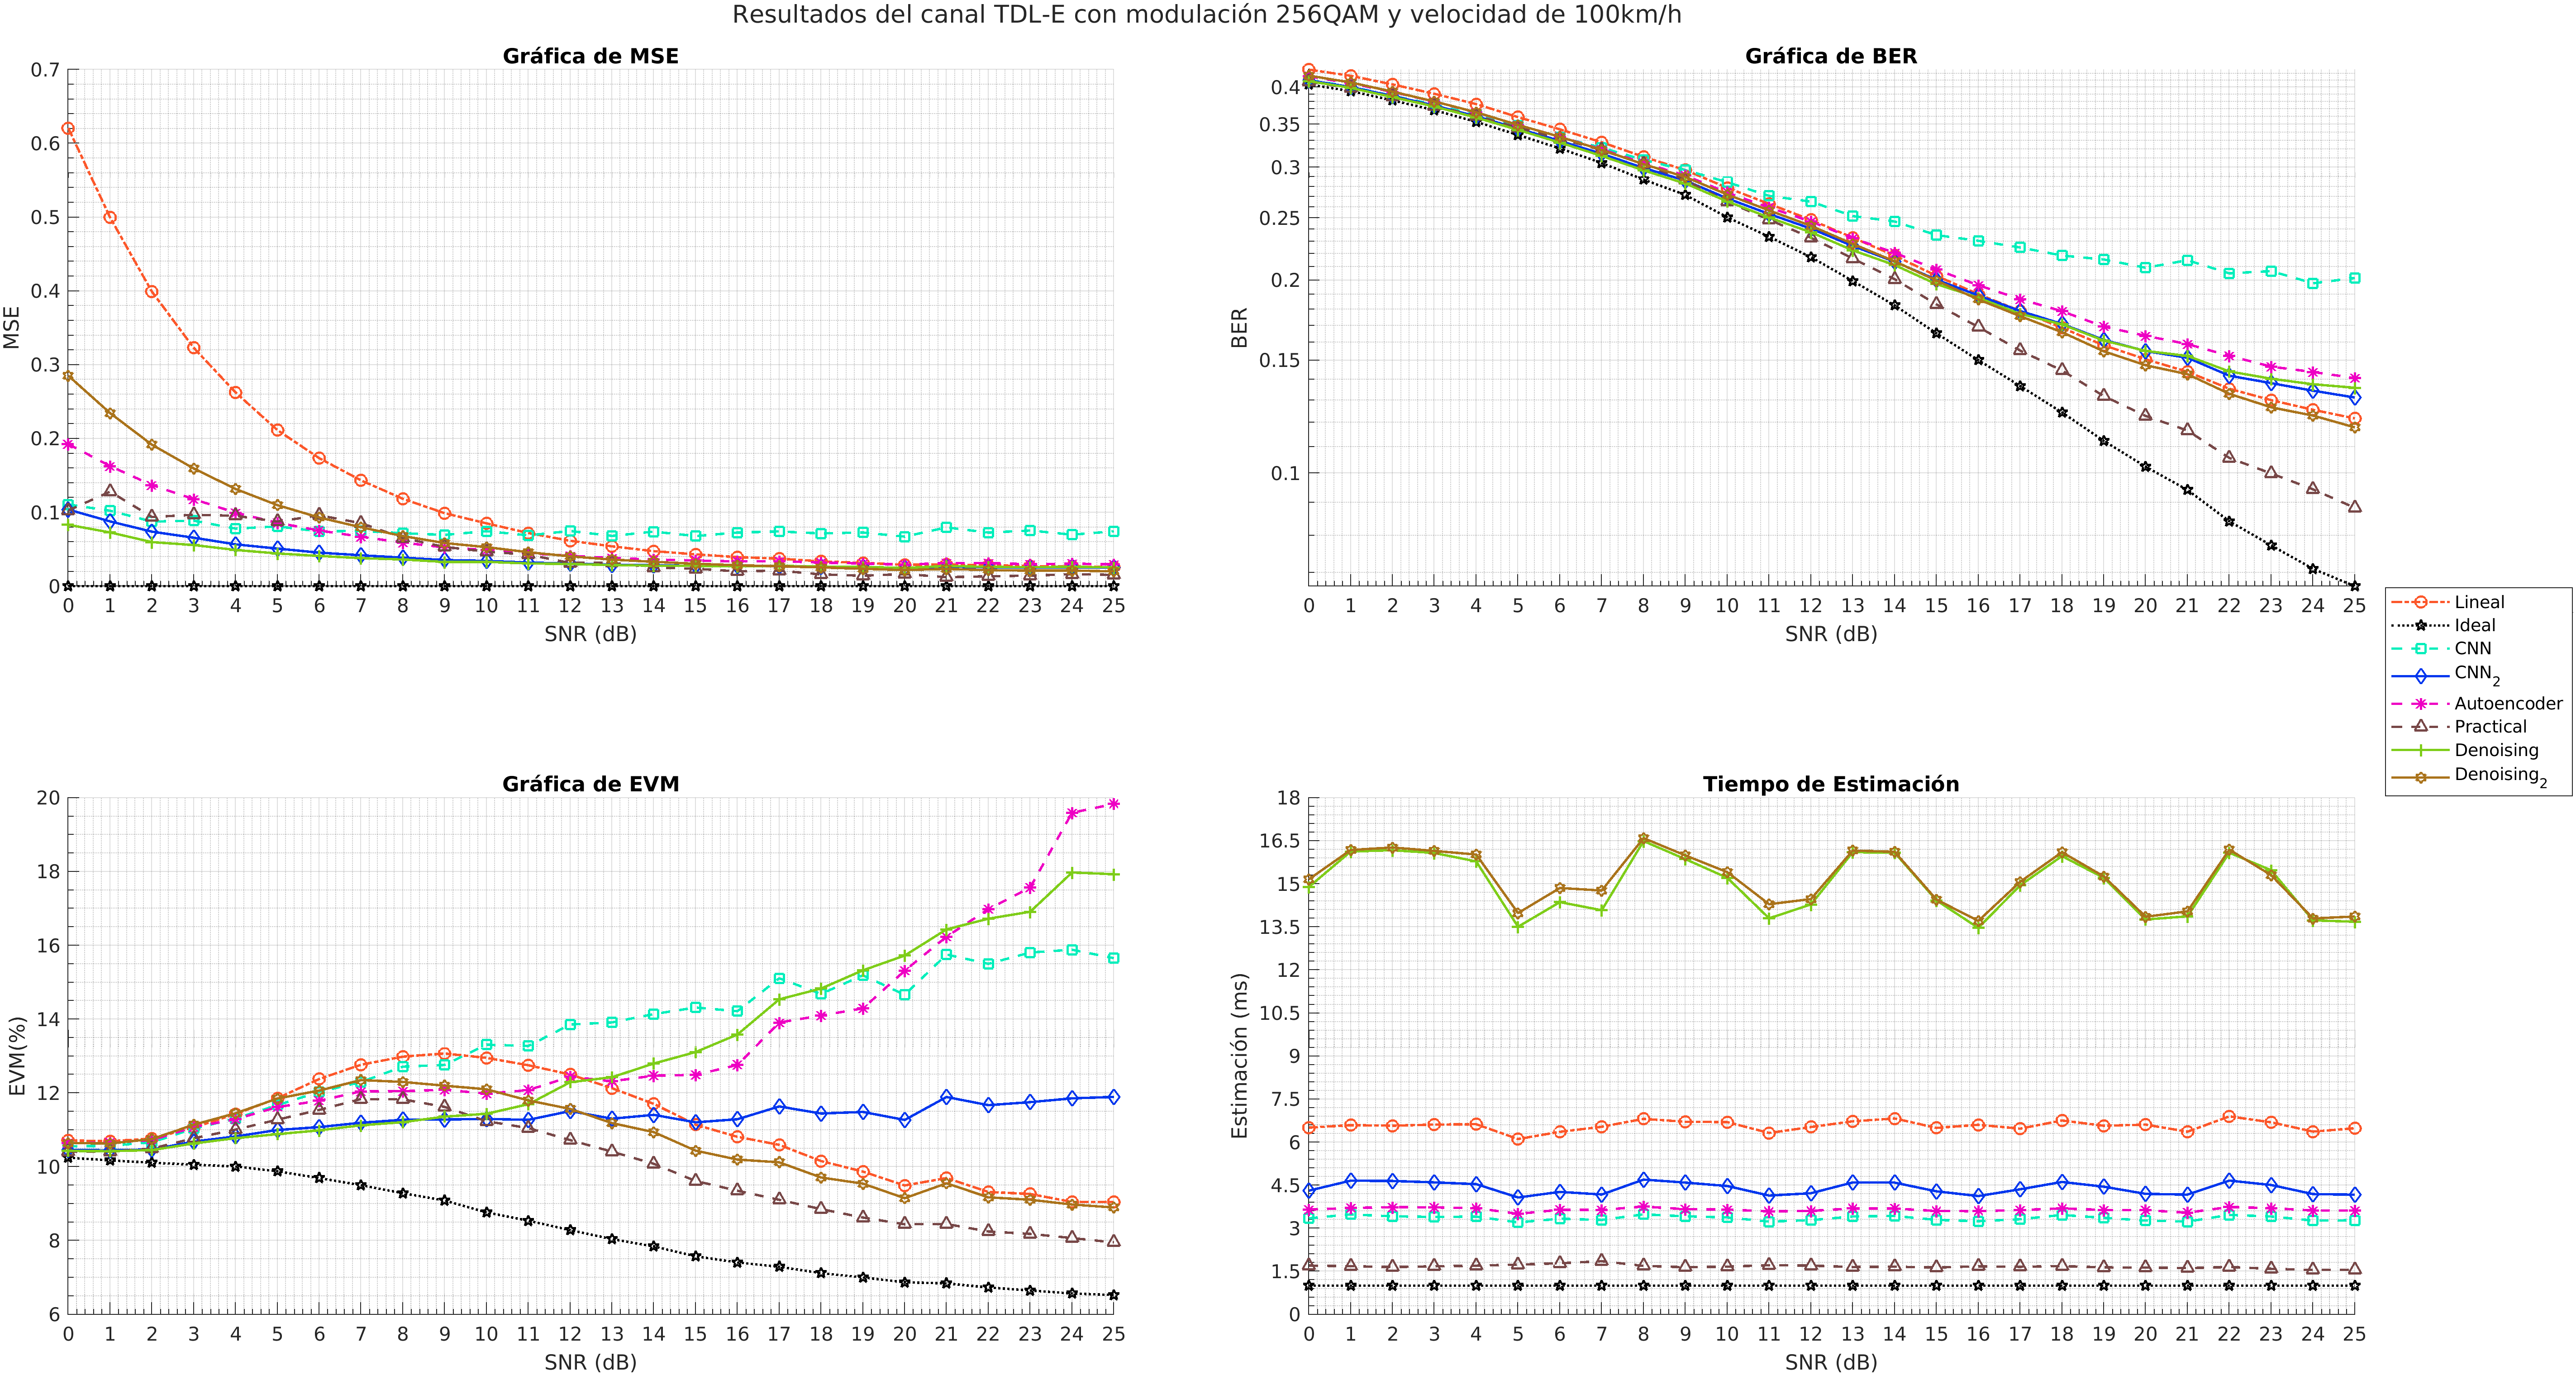 Resultados del canal TDL-E con modulación 256QAM y velocidad de 100km/h
Gráfica de MSE
0.7
0.6
0.5
0.4
0.3
0.2
0.1
0
MSE
0 1 2 3 4 5 6 7 8 9 10 11 12 13 14 15 16 17 18 19 20 21 22 23 24 25
SNR (dB)
Gráfica de BER
0.4
0.35
0.3
0.25
0.2
0.15
0.1
BER
0 1 2 3 4 5 6 7 8 9 10 11 12 13 14 15 16 17 18 19 20 21 22 23 24 25
SNR (dB)
Lineal
Ideal
CNN
CNN2
Autoencoder
Practical
Denoising
Denoising2
Gráfica de EVM
20
18
16
14
12
10
8
6
EVM(%)
0 1 2 3 4 5 6 7 8 9 10 11 12 13 14 15 16 17 18 19 20 21 22 23 24 25
SNR (dB)
Tiempo de Estimación
18
16.5
15
13.5
12
10.5
9
7.5
6
4.5
3
1.5
0
Estimación (ms)
0 1 2 3 4 5 6 7 8 9 10 11 12 13 14 15 16 17 18 19 20 21 22 23 24 25
SNR (dB)